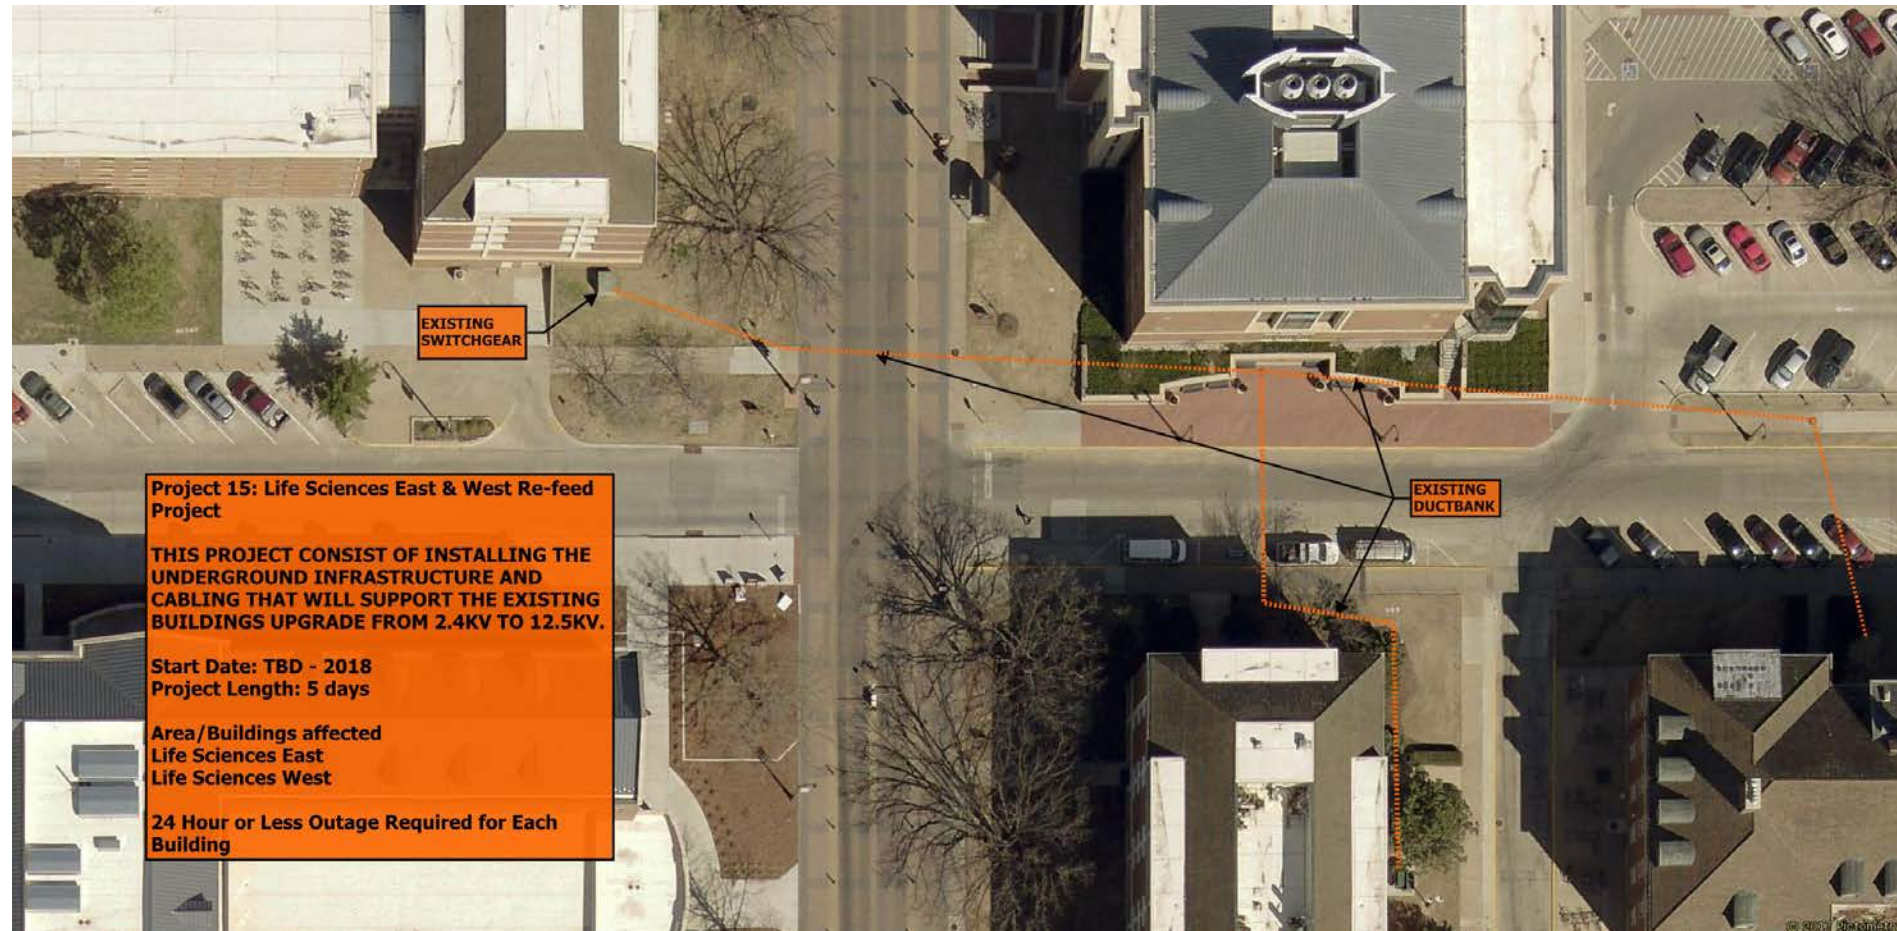 EXISTING
SWITCHGEAR
EXISTING
DUCTBANK
Project 15: Life Sciences East & West Re-feed
Project
THIS PROJECT CONSIST OF INSTALLING THE
UNDERGROUND INFRASTRUCTURE AND
CABLING THAT WILL SUPPORT THE EXISTING
BUILDINGS UPGRADE FROM 2.4KV TO 12.5KV.
Start Date: TBD - 2018
Project Length: 5 days
Area/Buildings affected
Life Sciences East
Life Sciences West
24 Hour or Less Outage Required for Each
Building